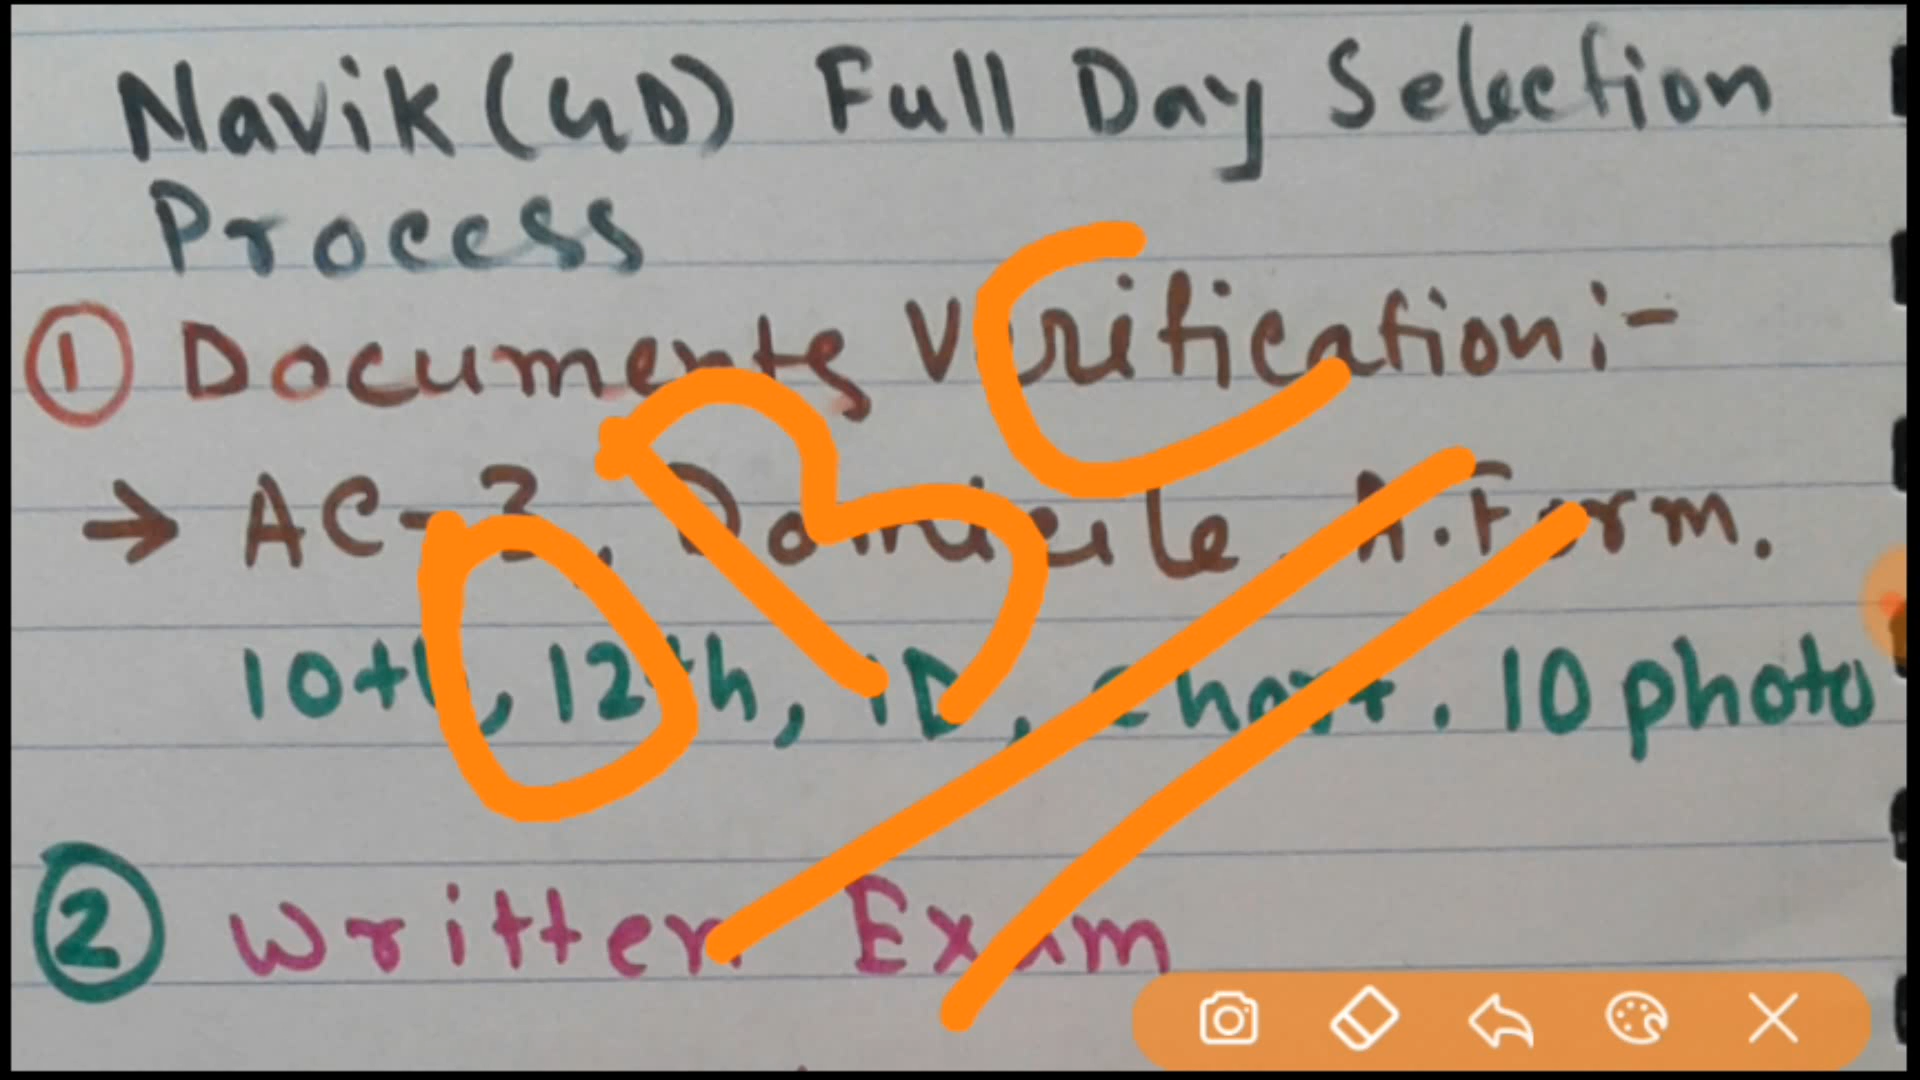 Navik (GD) Full Day Selection
Process
① Documents Verification :-
→ AC-3, Domicile, A.Form.
10th, 12th, ID, Chart. 10 photo
② Written Exam
OBC